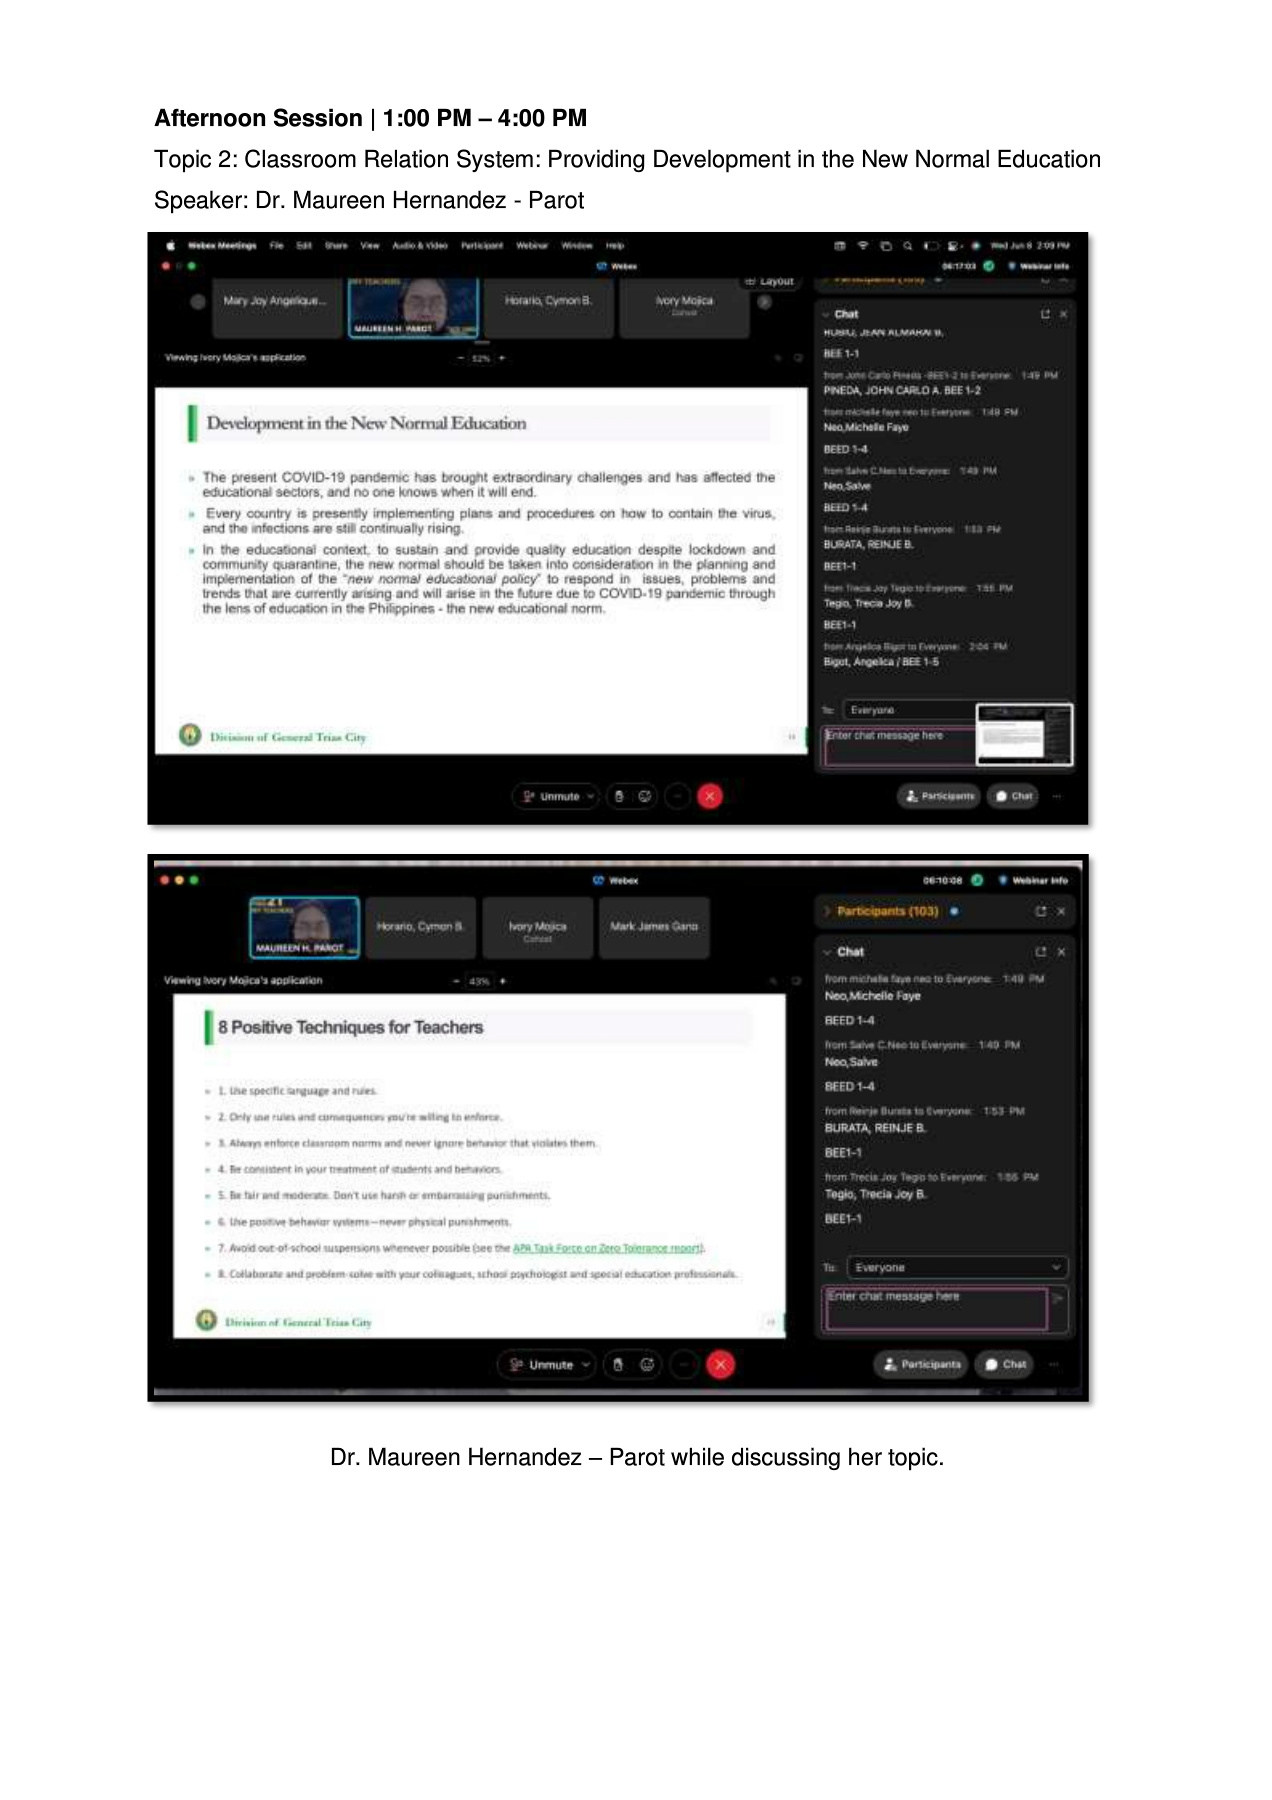 Afternoon Session | 1:00 PM – 4:00 PM
Topic 2: Classroom Relation System: Providing Development in the New Normal Education
Speaker: Dr. Maureen Hernandez - Parot
Webex Meetings File Edit Share View Audio & Video Participant Webinar Window Help Wed Jun 8 2:09 PM
Webex 06:17:03 Webinar Info
Layout
Mary Joy Angelique...
MAUREEN H. PAROT
Horario, Cymon B.
Ivory Mojica
Cohost
Viewing Ivory Mojica's application
− 52% +
Development in the New Normal Education
» The present COVID-19 pandemic has brought extraordinary challenges and has affected the
educational sectors, and no one knows when it will end.
» Every country is presently implementing plans and procedures on how to contain the virus,
and the infections are still continually rising.
» In the educational context, to sustain and provide quality education despite lockdown and
community quarantine, the new normal should be taken into consideration in the planning and
implementation of the "new normal educational policy" to respond in issues, problems and
trends that are currently arising and will arise in the future due to COVID-19 pandemic through
the lens of education in the Philippines - the new educational norm.
Division of General Trias City
Chat
BEE 1-1
from John Carlo Pineda -BEE1-2 to Everyone: 1:49 PM
PINEDA, JOHN CARLO A. BEE 1-2
from michelle faye neo to Everyone: 1:49 PM
Neo,Michelle Faye
BEED 1-4
from Salve C.Neo to Everyone: 1:49 PM
Neo,Salve
BEED 1-4
from Reinje Burata to Everyone: 1:53 PM
BURATA, REINJE B.
BEE1-1
from Trecia Joy Tegio to Everyone: 1:56 PM
Tegio, Trecia Joy B.
BEE1-1
from Angelica Bigot to Everyone: 2:04 PM
Bigot, Angelica / BEE 1-5
To: Everyone
Enter chat message here
Unmute
Participants Chat
Webex 06:10:08 Webinar Info
MAUREEN H. PAROT
Horario, Cymon B.
Ivory Mojica
Cohost
Mark James Gano
Viewing Ivory Mojica's application
− 43% +
8 Positive Techniques for Teachers
» 1. Use specific language and rules.
» 2. Only use rules and consequences you're willing to enforce.
» 3. Always enforce classroom norms and never ignore behavior that violates them.
» 4. Be consistent in your treatment of students and behaviors.
» 5. Be fair and moderate. Don't use harsh or embarrassing punishments.
» 6. Use positive behavior systems—never physical punishments.
» 7. Avoid out-of-school suspensions whenever possible (see the APA Task Force on Zero Tolerance report).
» 8. Collaborate and problem-solve with your colleagues, school psychologist and special education professionals.
Division of General Trias City
Participants (103)
Chat
from michelle faye neo to Everyone: 1:49 PM
Neo,Michelle Faye
BEED 1-4
from Salve C.Neo to Everyone: 1:49 PM
Neo,Salve
BEED 1-4
from Reinje Burata to Everyone: 1:53 PM
BURATA, REINJE B.
BEE1-1
from Trecia Joy Tegio to Everyone: 1:56 PM
Tegio, Trecia Joy B.
BEE1-1
To: Everyone
Enter chat message here
Unmute
Participants Chat
Dr. Maureen Hernandez – Parot while discussing her topic.